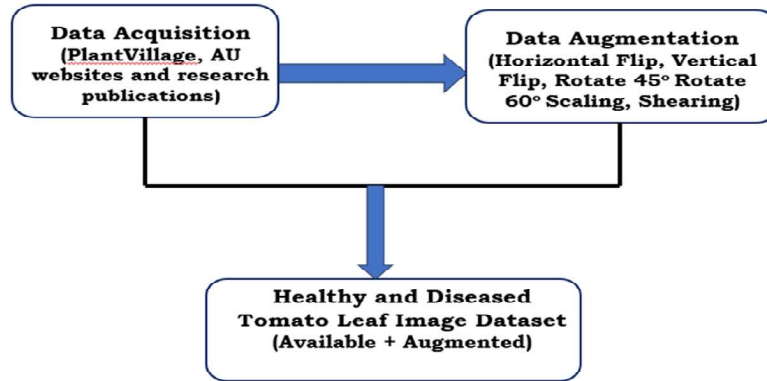 Data Acquisition
(PlantVillage, AU
websites and research
publications)
Data Augmentation
(Horizontal Flip, Vertical
Flip, Rotate 45° Rotate
60° Scaling, Shearing)
Healthy and Diseased
Tomato Leaf Image Dataset
(Available + Augmented)